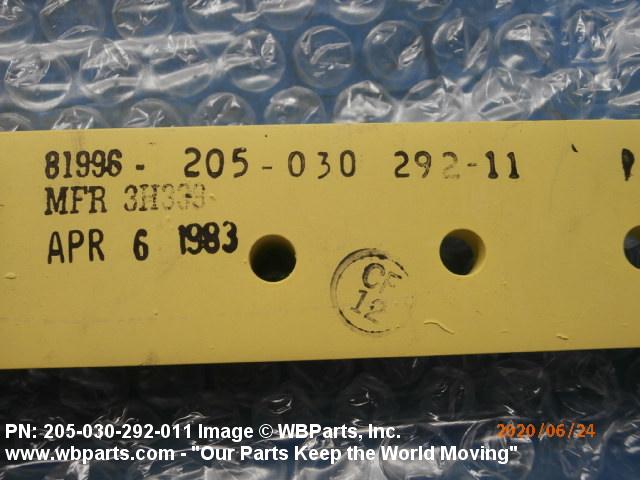 81996- 205-030 292-11
MFR 3H333
APR 6 1983
CF
12
PN: 205-030-292-011 Image © WBParts, Inc.
2020/06/24
www.wbparts.com - "Our Parts Keep the World Moving"